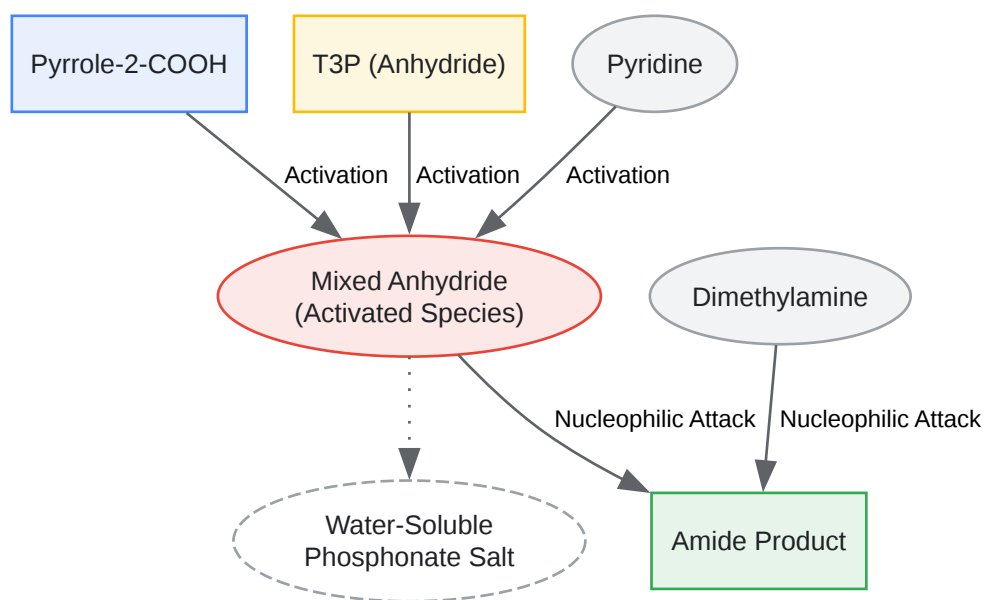 Pyrrole-2-COOH
T3P (Anhydride)
Pyridine
Activation
Activation
Activation
Mixed Anhydride
(Activated Species)
Dimethylamine
Nucleophilic Attack
Nucleophilic Attack
Water-Soluble
Phosphonate Salt
Amide Product